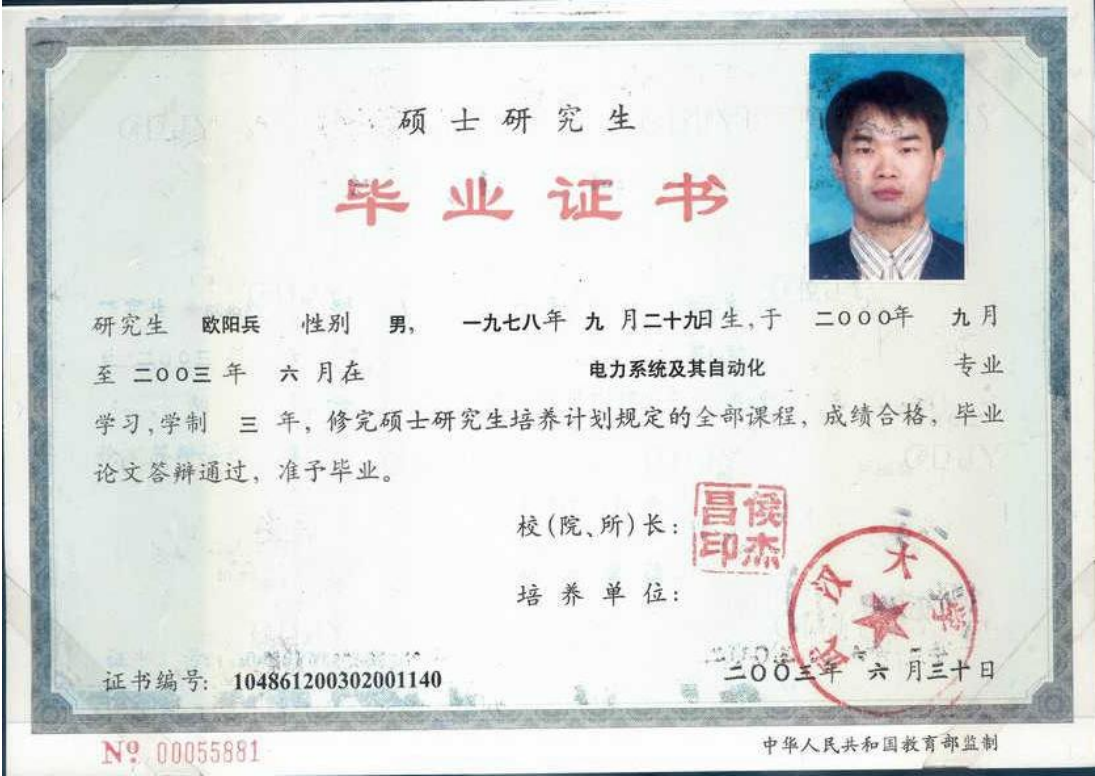 硕士研究生
毕业证书
研究生 欧阳兵 性别 男, 一九七八年 九 月二十九日生,于 二000年 九月
至 二00三 年 六 月在 电力系统及其自动化 专业
学习,学制 三 年, 修完硕士研究生培养计划规定的全部课程, 成绩合格, 毕业
论文答辩通过, 准予毕业。
校(院、所)长: 侯杰昌印
培养单位:
武汉大学
二00三年 六 月三十日
证书编号: 104861200302001140
Nº 00055881
中华人民共和国教育部监制